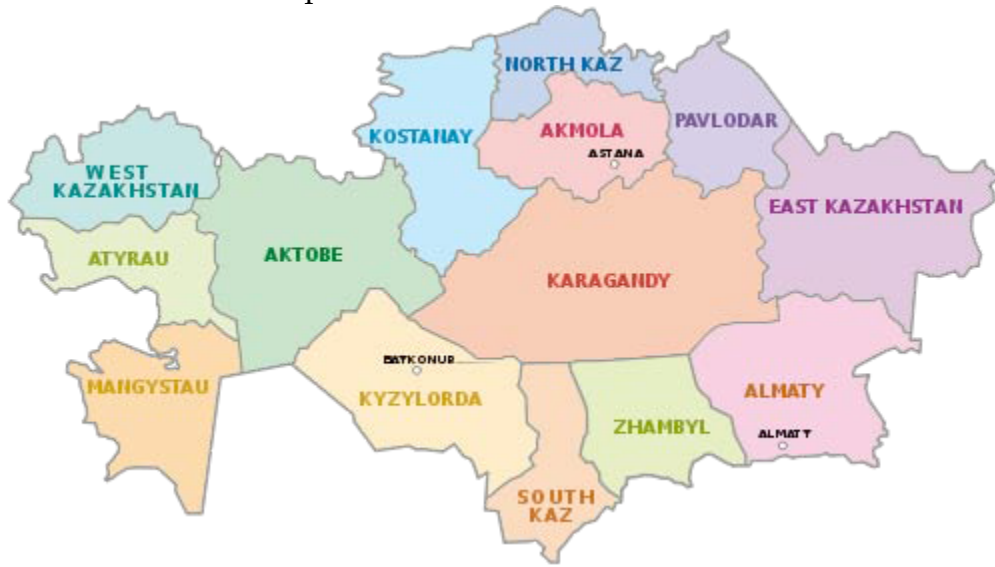 NORTH KAZ
PAVLODAR
KOSTANAY
AKMOLA
ASTANA
WEST
KAZAKHSTAN
EAST KAZAKHSTAN
ATYRAU
AKTOBE
KARAGANDY
BAYKONUR
MANGYSTAU
KYZYLORDA
ALMATY
ZHAMBYL
ALMATY
SOUTH
KAZ